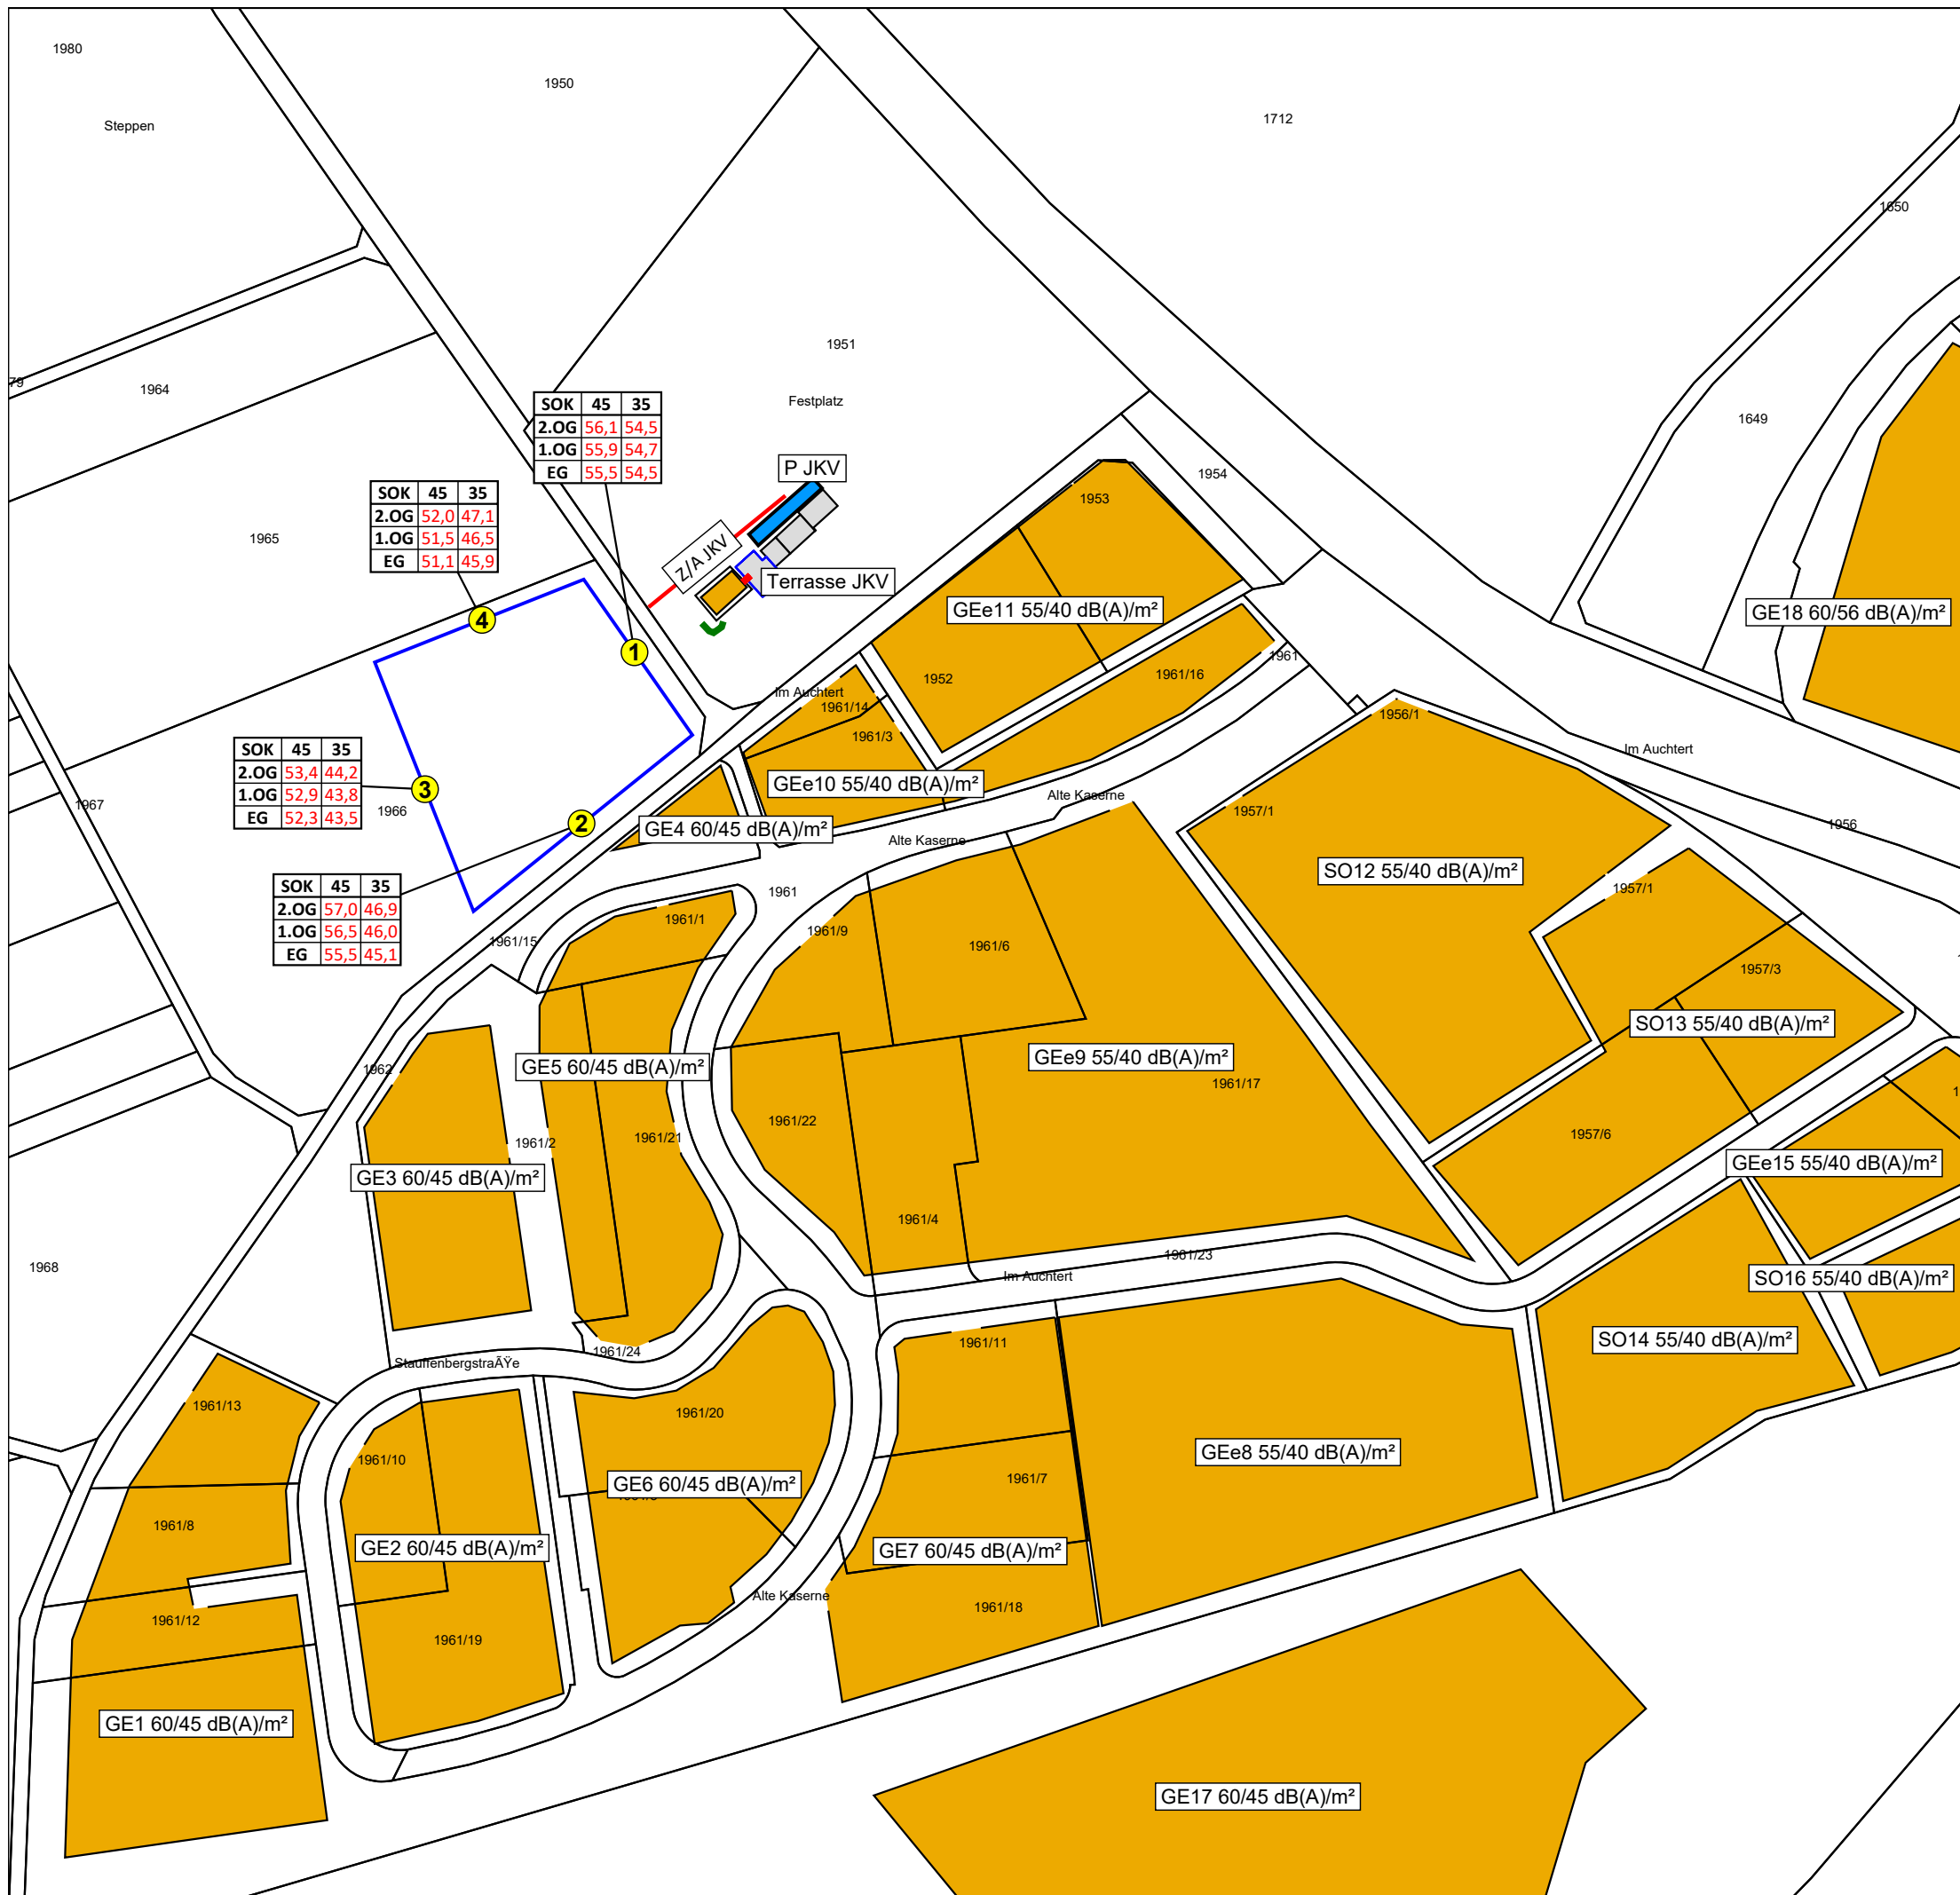 1980
1950
Steppen
1712
1650
1951
79
1964
Festplatz
1649
SOK 45 35
2.OG 56,1 54,5
1.OG 55,9 54,7
EG 55,5 54,5
P JKV
1954
1953
SOK 45 35
2.OG 52,0 47,1
1.OG 51,5 46,5
EG 51,1 45,9
1965
Z/A JKV
Terrasse JKV
GEe11 55/40 dB(A)/m²
GE18 60/56 dB(A)/m²
4
1
1961
1961/16
1952
Im Auchtert
1961/14
1956/1
1961/3
Im Auchtert
SOK 45 35
2.OG 53,4 44,2
1.OG 52,9 43,8
EG 52,3 43,5
3
GEe10 55/40 dB(A)/m²
Alte Kaserne
1967
1966
1957/1
2
GE4 60/45 dB(A)/m²
1956
Alte Kaserne
SO12 55/40 dB(A)/m²
SOK 45 35
2.OG 57,0 46,9
1.OG 56,5 46,0
EG 55,5 45,1
1961
1957/1
1961/1
1961/9
1961/15
1961/6
1957/3
SO13 55/40 dB(A)/m²
GEe9 55/40 dB(A)/m²
1962
GE5 60/45 dB(A)/m²
1961/17
1961/22
1961/2
1961/21
1957/6
GEe15 55/40 dB(A)/m²
GE3 60/45 dB(A)/m²
1961/4
1961/23
1968
Im Auchtert
SO16 55/40 dB(A)/m²
SO14 55/40 dB(A)/m²
1961/11
1961/24
StauffenbergstraÃŸe
1961/13
1961/20
1961/10
GEe8 55/40 dB(A)/m²
1961/7
GE6 60/45 dB(A)/m²
1961/8
GE2 60/45 dB(A)/m²
GE7 60/45 dB(A)/m²
Alte Kaserne
1961/18
1961/12
1961/19
GE1 60/45 dB(A)/m²
GE17 60/45 dB(A)/m²